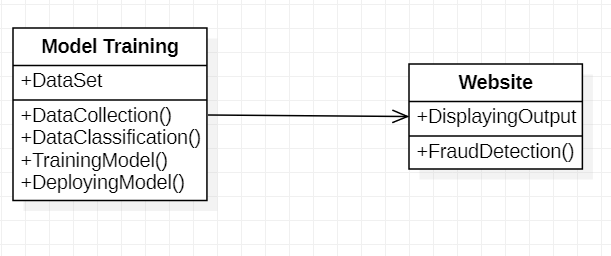 Model Training
+DataSet
+DataCollection()
+DataClassification()
+TrainingModel()
+DeployingModel()
Website
+DisplayingOutput
+FraudDetection()